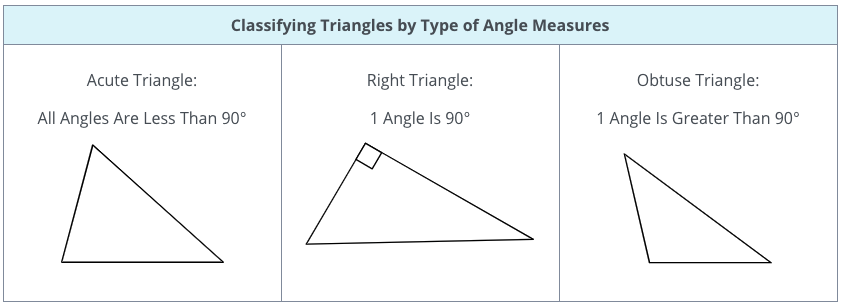 Classifying Triangles by Type of Angle Measures
Acute Triangle:
All Angles Are Less Than 90°
Right Triangle:
1 Angle Is 90°
Obtuse Triangle:
1 Angle Is Greater Than 90°